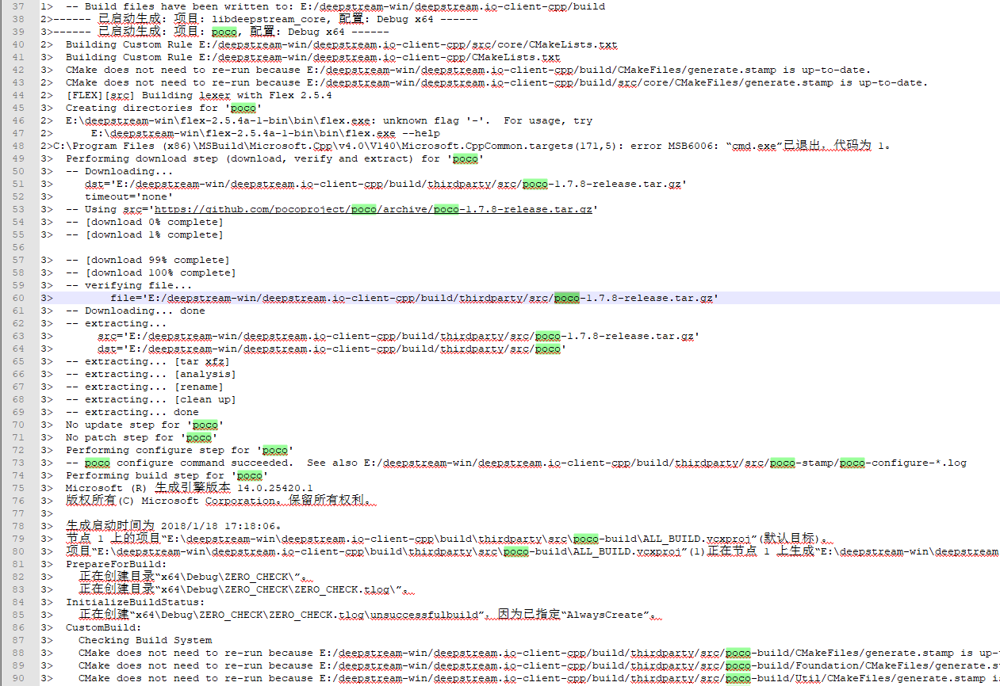 37 1>  -- Build files have been written to: E:/deepstream-win/deepstream.io-client-cpp/build
38 2>------ 已启动生成: 项目: libdeepstream_core, 配置: Debug x64 ------
39 3>------ 已启动生成: 项目: poco, 配置: Debug x64 ------
40 2>  Building Custom Rule E:/deepstream-win/deepstream.io-client-cpp/src/core/CMakeLists.txt
41 3>  Building Custom Rule E:/deepstream-win/deepstream.io-client-cpp/CMakeLists.txt
42 3>  CMake does not need to re-run because E:/deepstream-win/deepstream.io-client-cpp/build/CMakeFiles/generate.stamp is up-to-date.
43 2>  CMake does not need to re-run because E:/deepstream-win/deepstream.io-client-cpp/build/src/core/CMakeFiles/generate.stamp is up-to-date.
44 2>  [FLEX][src] Building lexer with Flex 2.5.4
45 3>  Creating directories for 'poco'
46 2>  E:\deepstream-win\flex-2.5.4a-1-bin\bin\flex.exe: unknown flag '-'.  For usage, try
47 2>      E:\deepstream-win\flex-2.5.4a-1-bin\bin\flex.exe --help
48 2>C:\Program Files (x86)\MSBuild\Microsoft.Cpp\v4.0\V140\Microsoft.CppCommon.targets(171,5): error MSB6006: “cmd.exe”已退出，代码为 1。
49 3>  Performing download step (download, verify and extract) for 'poco'
50 3>  -- Downloading...
51 3>     dst='E:/deepstream-win/deepstream.io-client-cpp/build/thirdparty/src/poco-1.7.8-release.tar.gz'
52 3>     timeout='none'
53 3>  -- Using src='https://github.com/pocoproject/poco/archive/poco-1.7.8-release.tar.gz'
54 3>  -- [download 0% complete]
55 3>  -- [download 1% complete]
56
57 3>  -- [download 99% complete]
58 3>  -- [download 100% complete]
59 3>  -- verifying file...
60 3>         file='E:/deepstream-win/deepstream.io-client-cpp/build/thirdparty/src/poco-1.7.8-release.tar.gz'
61 3>  -- Downloading... done
62 3>  -- extracting...
63 3>       src='E:/deepstream-win/deepstream.io-client-cpp/build/thirdparty/src/poco-1.7.8-release.tar.gz'
64 3>       dst='E:/deepstream-win/deepstream.io-client-cpp/build/thirdparty/src/poco'
65 3>  -- extracting... [tar xfz]
66 3>  -- extracting... [analysis]
67 3>  -- extracting... [rename]
68 3>  -- extracting... [clean up]
69 3>  -- extracting... done
70 3>  No update step for 'poco'
71 3>  No patch step for 'poco'
72 3>  Performing configure step for 'poco'
73 3>  -- poco configure command succeeded.  See also E:/deepstream-win/deepstream.io-client-cpp/build/thirdparty/src/poco-stamp/poco-configure-*.log
74 3>  Performing build step for 'poco'
75 3>  Microsoft (R) 生成引擎版本 14.0.25420.1
76 3>  版权所有(C) Microsoft Corporation。保留所有权利。
77 3>
78 3>  生成启动时间为 2018/1/18 17:18:06。
79 3>  节点 1 上的项目“E:\deepstream-win\deepstream.io-client-cpp\build\thirdparty\src\poco-build\ALL_BUILD.vcxproj”(默认目标)。
80 3>  项目“E:\deepstream-win\deepstream.io-client-cpp\build\thirdparty\src\poco-build\ALL_BUILD.vcxproj”(1)正在节点 1 上生成“E:\deepstream-win\deepstream
81 3>  PrepareForBuild:
82 3>    正在创建目录“x64\Debug\ZERO_CHECK\”。
83 3>    正在创建目录“x64\Debug\ZERO_CHECK\ZERO_CHECK.tlog\”。
84 3>  InitializeBuildStatus:
85 3>    正在创建“x64\Debug\ZERO_CHECK\ZERO_CHECK.tlog\unsuccessfulbuild”，因为已指定“AlwaysCreate”。
86 3>  CustomBuild:
87 3>    Checking Build System
88 3>    CMake does not need to re-run because E:/deepstream-win/deepstream.io-client-cpp/build/thirdparty/src/poco-build/CMakeFiles/generate.stamp is up-
89 3>    CMake does not need to re-run because E:/deepstream-win/deepstream.io-client-cpp/build/thirdparty/src/poco-build/Foundation/CMakeFiles/generate.s
90 3>    CMake does not need to re-run because E:/deepstream-win/deepstream.io-client-cpp/build/thirdparty/src/poco-build/Util/CMakeFiles/generate.stamp i